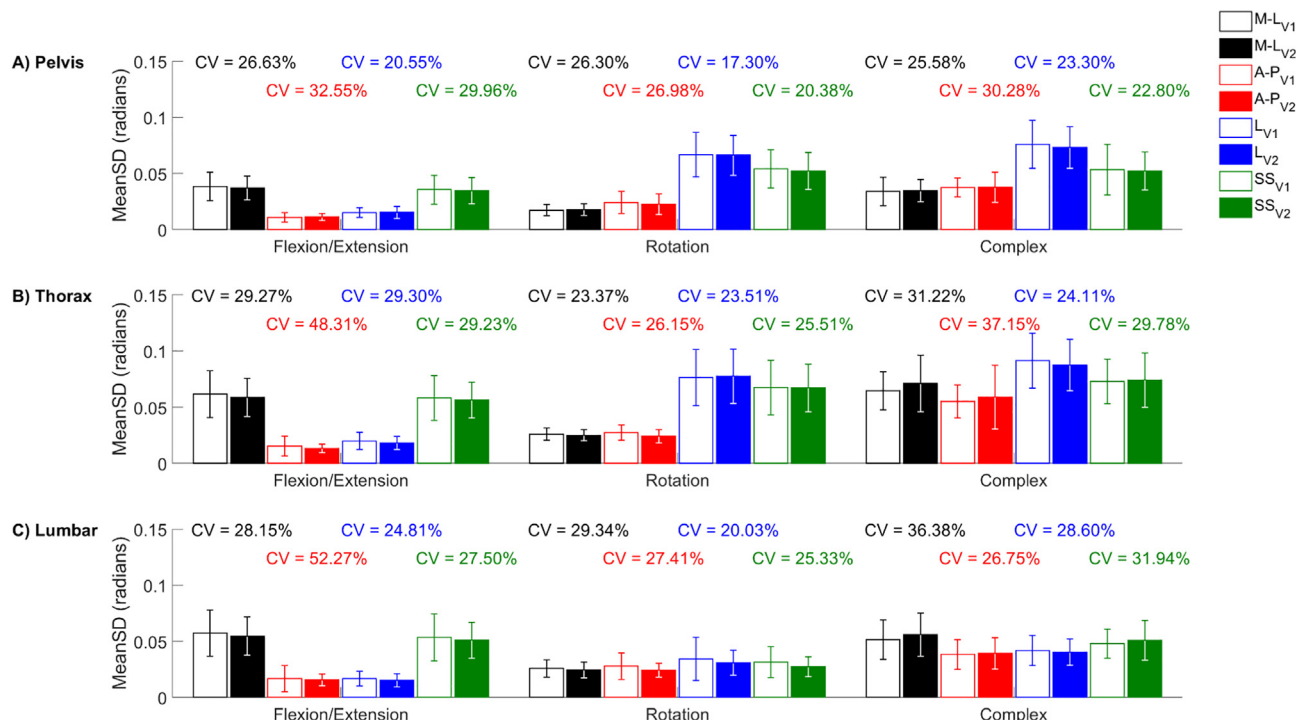 M-LV1
M-LV2
A-PV1
A-PV2
LV1
LV2
SSV1
SSV2
A) Pelvis
MeanSD (radians)
0.15
0.1
0.05
0
CV = 26.63% CV = 20.55% CV = 26.30% CV = 17.30% CV = 25.58% CV = 23.30%
CV = 32.55% CV = 29.96% CV = 26.98% CV = 20.38% CV = 30.28% CV = 22.80%
Flexion/Extension Rotation Complex
B) Thorax
MeanSD (radians)
0.15
0.1
0.05
0
CV = 29.27% CV = 29.30% CV = 23.37% CV = 23.51% CV = 31.22% CV = 24.11%
CV = 48.31% CV = 29.23% CV = 26.15% CV = 25.51% CV = 37.15% CV = 29.78%
Flexion/Extension Rotation Complex
C) Lumbar
MeanSD (radians)
0.15
0.1
0.05
0
CV = 28.15% CV = 24.81% CV = 29.34% CV = 20.03% CV = 36.38% CV = 28.60%
CV = 52.27% CV = 27.50% CV = 27.41% CV = 25.33% CV = 26.75% CV = 31.94%
Flexion/Extension Rotation Complex